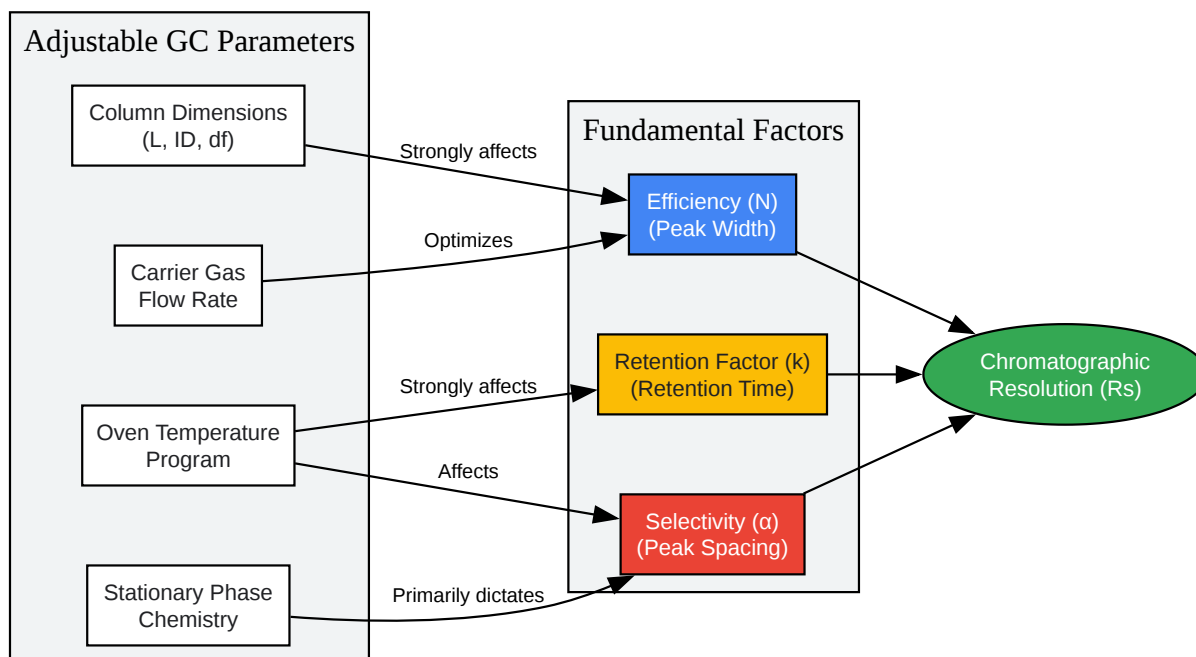 Adjustable GC Parameters
Column Dimensions
(L, ID, df)
Carrier Gas
Flow Rate
Oven Temperature
Program
Stationary Phase
Chemistry
Strongly affects
Optimizes
Strongly affects
Affects
Primarily dictates
Fundamental Factors
Efficiency (N)
(Peak Width)
Retention Factor (k)
(Retention Time)
Selectivity (α)
(Peak Spacing)
Chromatographic
Resolution (Rs)